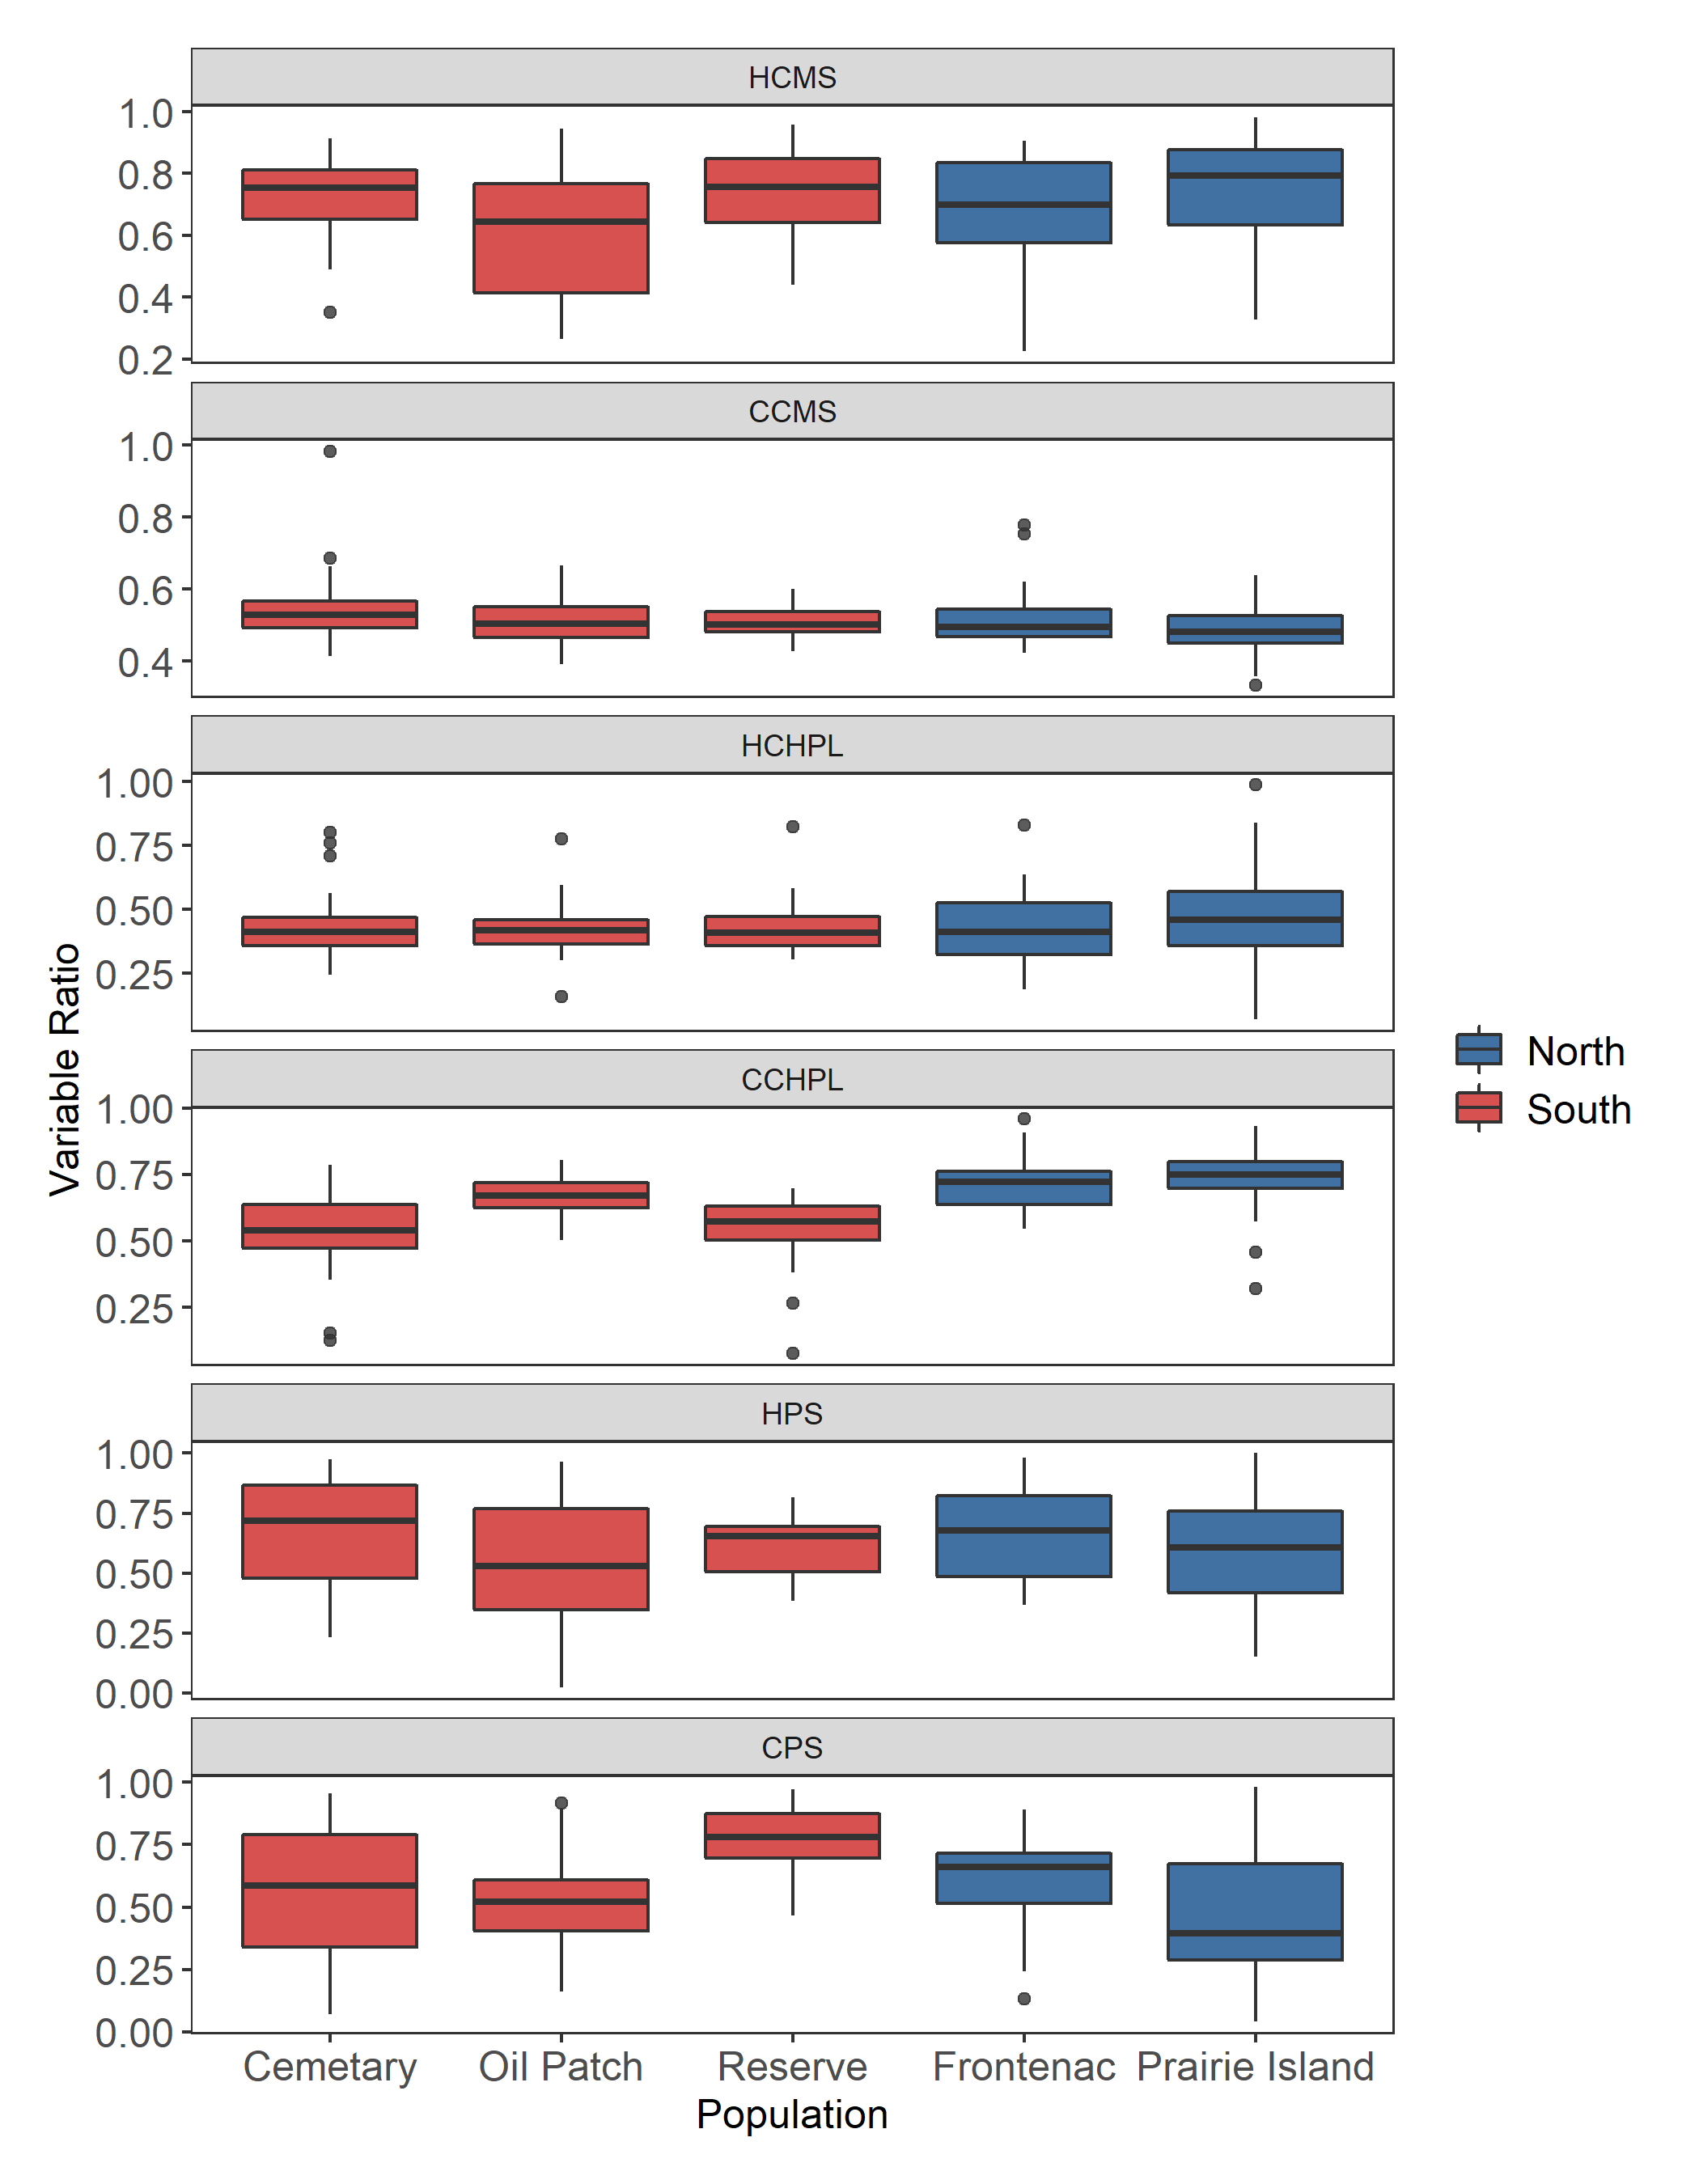 HCMS
1.0
0.8
0.6
0.4
0.2
CCMS
1.0
0.8
0.6
0.4
HCHPL
1.00
0.75
0.50
0.25
CCHPL
1.00
0.75
0.50
0.25
HPS
1.00
0.75
0.50
0.25
0.00
CPS
1.00
0.75
0.50
0.25
0.00
Variable Ratio
Cemetary Oil Patch Reserve Frontenac Prairie Island
Population
North
South